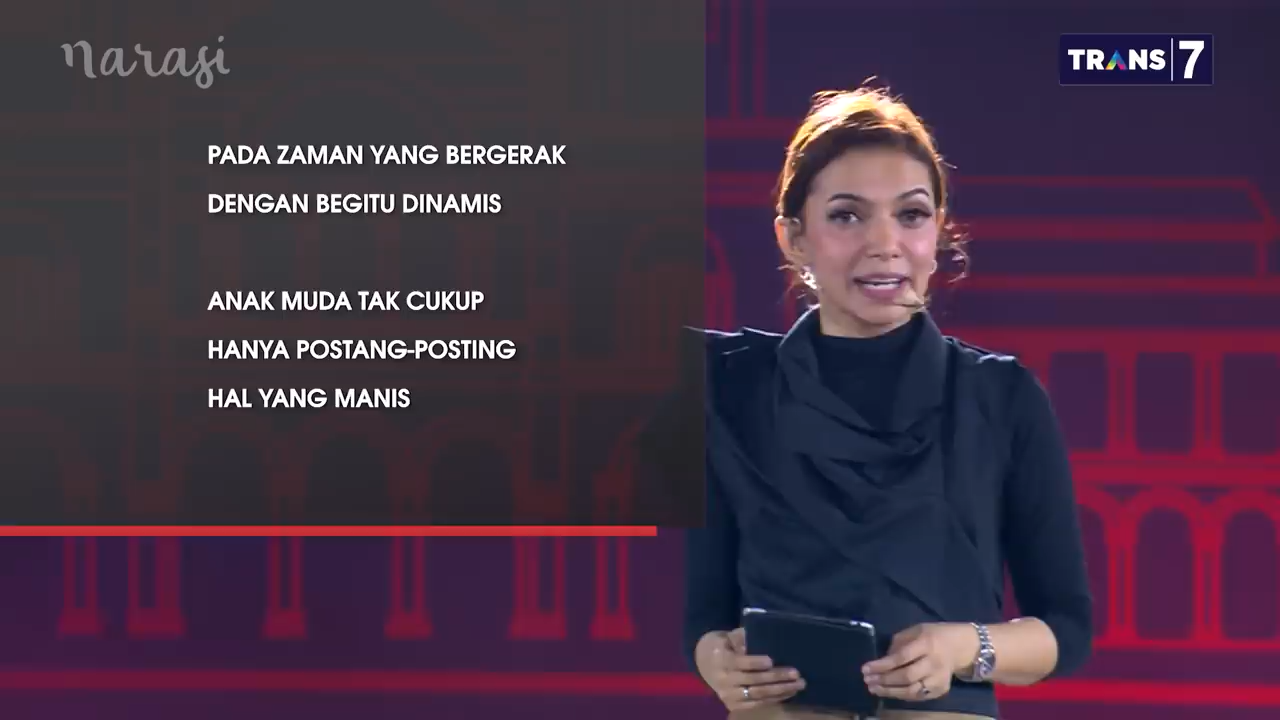 Narasi
TRANS 7
PADA ZAMAN YANG BERGERAK
DENGAN BEGITU DINAMIS
ANAK MUDA TAK CUKUP
HANYA POSTANG-POSTING
HAL YANG MANIS